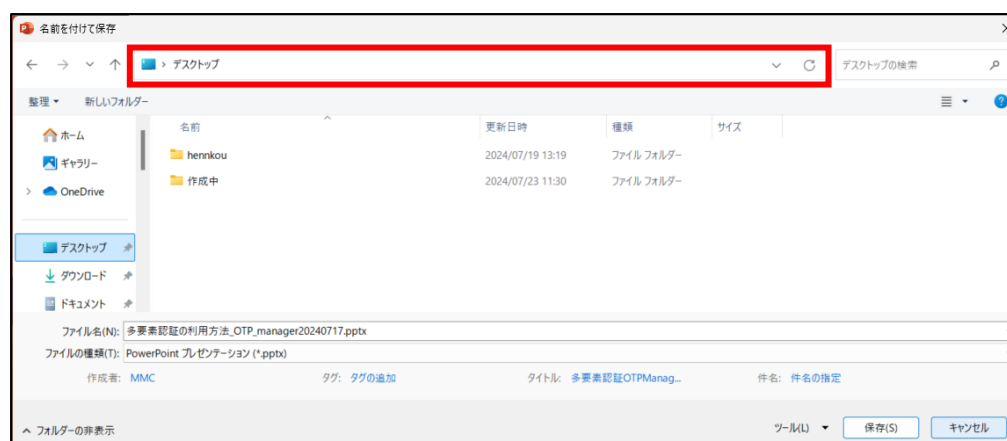 名前を付けて保存
デスクトップ
デスクトップの検索
整理 新しいフォルダー
名前 更新日時 種類 サイズ
ホーム
hennkou 2024/07/19 13:19 ファイル フォルダー
ギャラリー
作成中 2024/07/23 11:30 ファイル フォルダー
OneDrive
デスクトップ
ダウンロード
ドキュメント
ファイル名(N): 多要素認証の利用方法_OTP_manager20240717.pptx
ファイルの種類(T): PowerPoint プレゼンテーション (*.pptx)
作成者: MMC タグ: タグの追加 タイトル: 多要素認証OTPManag... 件名: 件名の指定
フォルダーの非表示 ツール(L) 保存(S) キャンセル